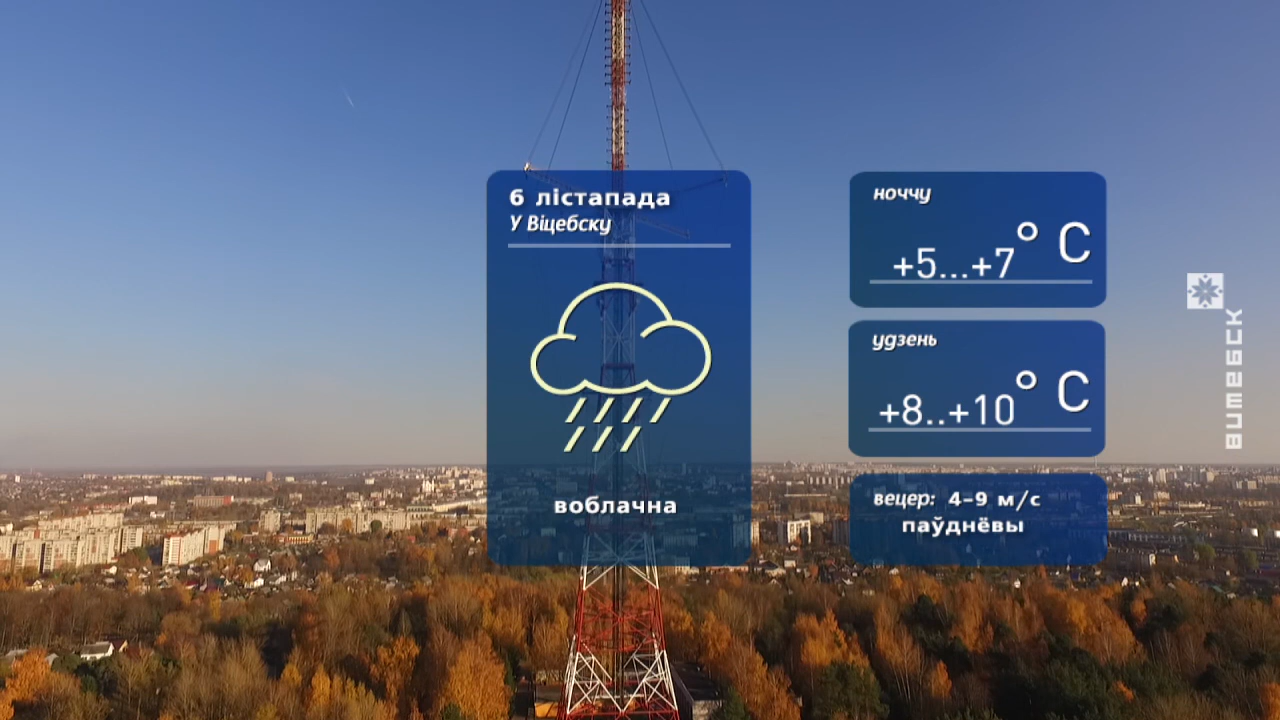 6 лістапада
У Віцебску
воблачна
ноччу
+5...+7° C
удзень
+8..+10° C
вецер: 4-9 м/с
паўднёвы
витебск